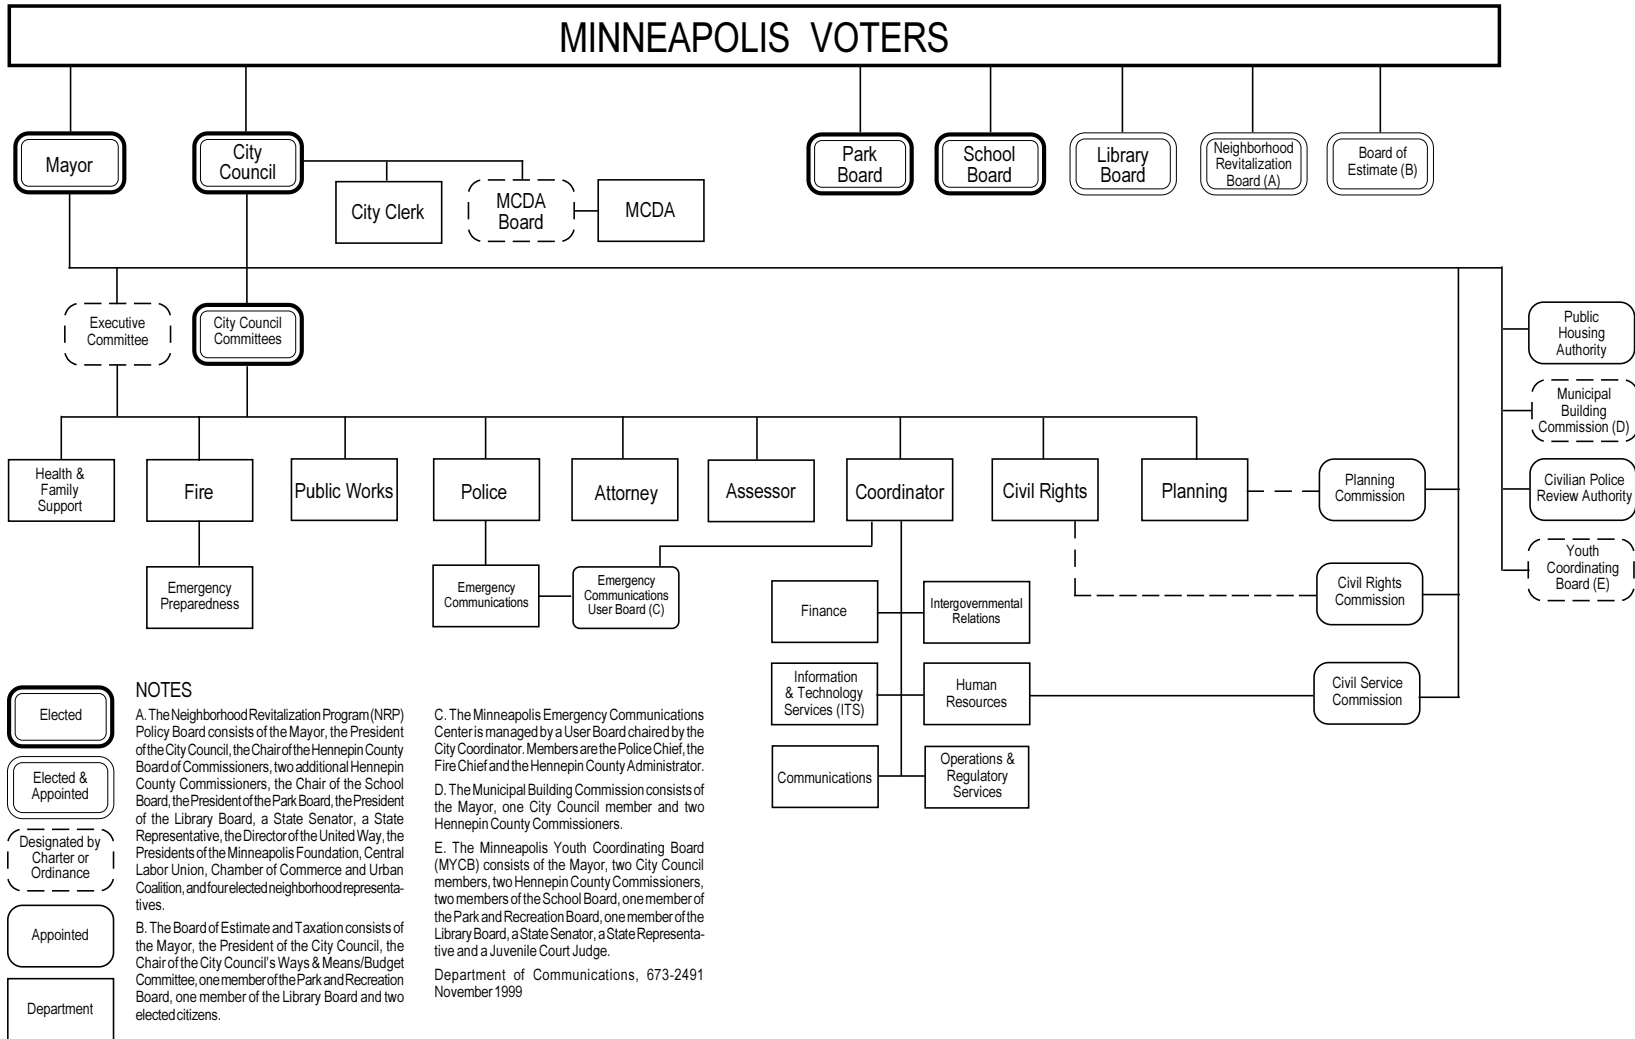 MINNEAPOLIS VOTERS
Mayor
City
Council
Park
Board
School
Board
Library
Board
Neighborhood
Revitalization
Board (A)
Board of
Estimate (B)
City Clerk
MCDA
Board
MCDA
Executive
Committee
City Council
Committees
Public
Housing
Authority
Municipal
Building
Commission (D)
Civilian Police
Review Authority
Youth
Coordinating
Board (E)
Health &
Family
Support
Fire
Public Works
Police
Attorney
Assessor
Coordinator
Civil Rights
Planning
Planning
Commission
Emergency
Preparedness
Emergency
Communications
Emergency
Communications
User Board (C)
Civil Rights
Commission
Finance
Intergovernmental
Relations
Information
& Technology
Services (ITS)
Human
Resources
Civil Service
Commission
Communications
Operations &
Regulatory
Services
Elected
Elected &
Appointed
Designated by
Charter or
Ordinance
Appointed
Department
NOTES
A. The Neighborhood Revitalization Program (NRP)
Policy Board consists of the Mayor, the President
of the City Council, the Chair of the Hennepin County
Board of Commissioners, two additional Hennepin
County Commissioners, the Chair of the School
Board, the President of the Park Board, the President
of the Library Board, a State Senator, a State
Representative, the Director of the United Way, the
Presidents of the Minneapolis Foundation, Central
Labor Union, Chamber of Commerce and Urban
Coalition, and four elected neighborhood representa-
tives.
B. The Board of Estimate and Taxation consists of
the Mayor, the President of the City Council, the
Chair of the City Council's Ways & Means/Budget
Committee, one member of the Park and Recreation
Board, one member of the Library Board and two
elected citizens.
C. The Minneapolis Emergency Communications
Center is managed by a User Board chaired by the
City Coordinator. Members are the Police Chief, the
Fire Chief and the Hennepin County Administrator.
D. The Municipal Building Commission consists of
the Mayor, one City Council member and two
Hennepin County Commissioners.
E. The Minneapolis Youth Coordinating Board
(MYCB) consists of the Mayor, two City Council
members, two Hennepin County Commissioners,
two members of the School Board, one member of
the Park and Recreation Board, one member of the
Library Board, a State Senator, a State Representa-
tive and a Juvenile Court Judge.
Department of Communications, 673-2491
November 1999